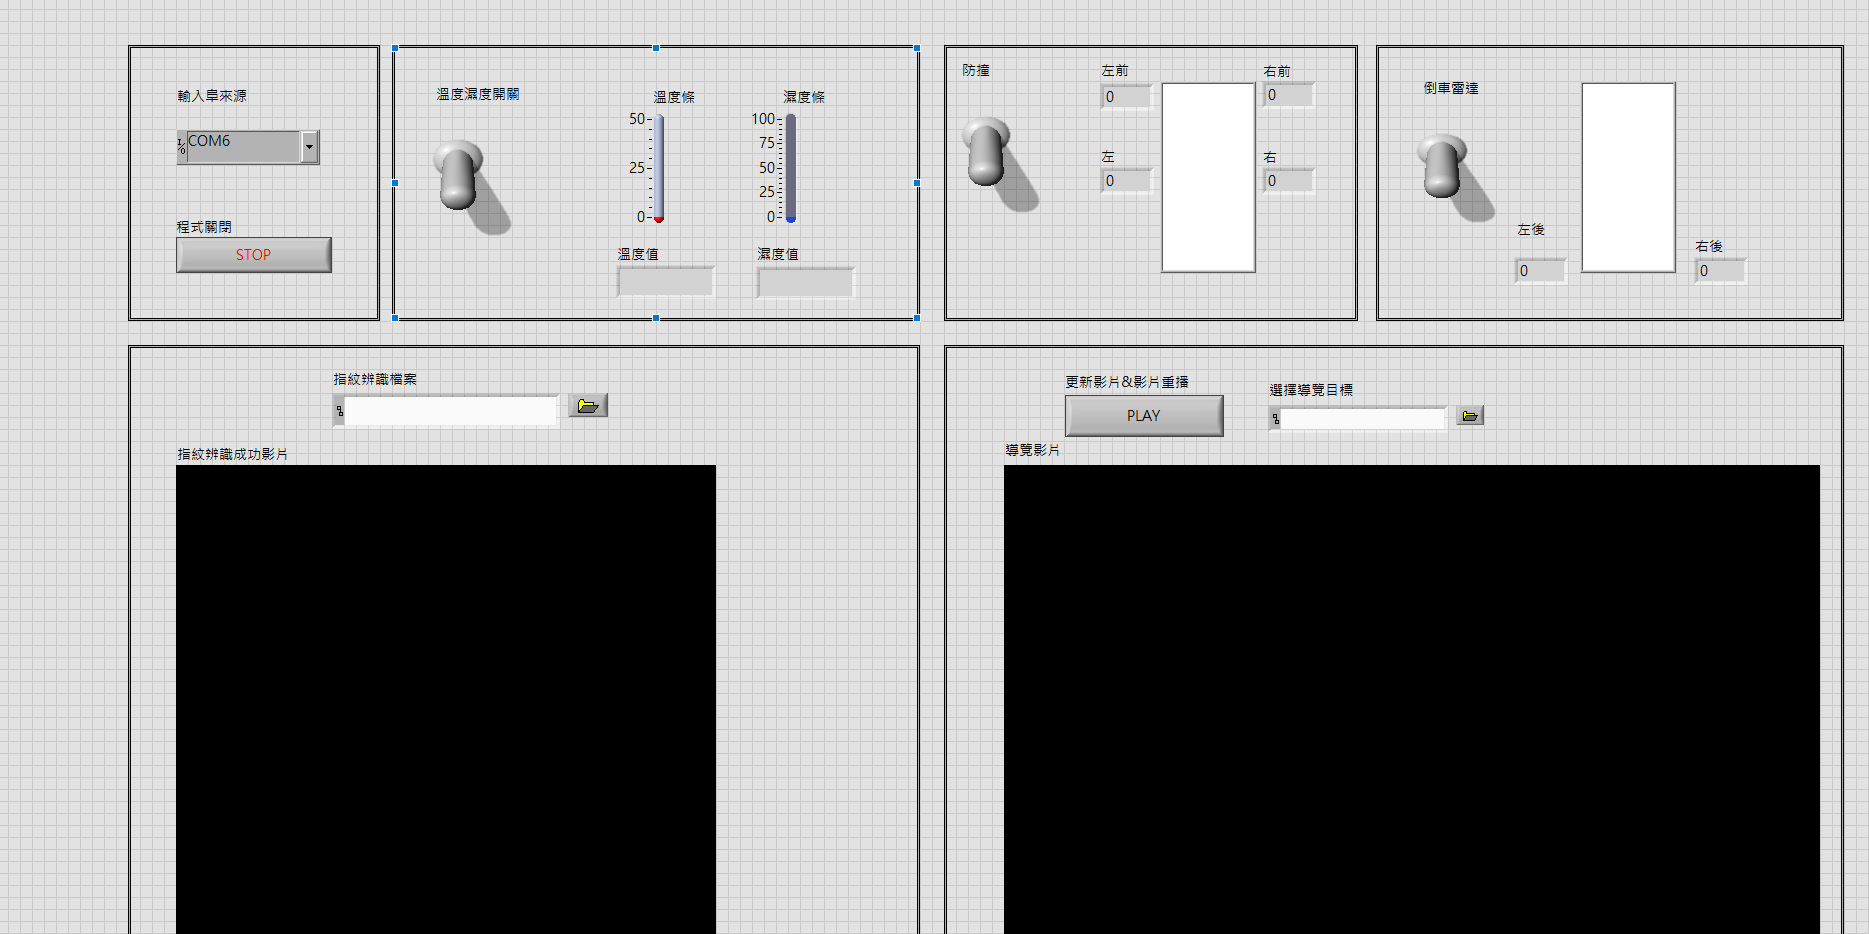 輸入埠來源
COM6
程式關閉
STOP
溫度濕度開關
溫度條
50
25
0
濕度條
100
75
50
25
0
溫度值
濕度值
防撞
左前
0
右前
0
左
0
右
0
倒車雷達
左後
0
右後
0
指紋辨識檔案
指紋辨識成功影片
更新影片&影片重播
PLAY
選擇導覽目標
導覽影片